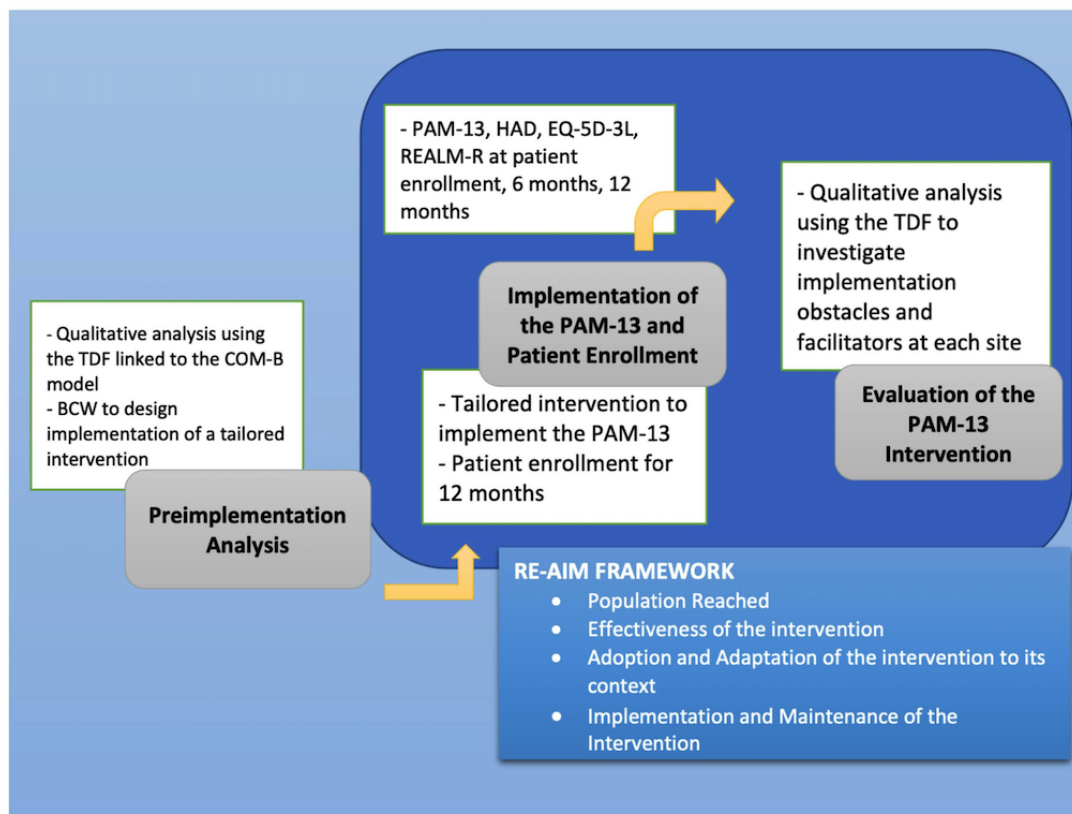 - Qualitative analysis using
the TDF linked to the COM-B
model
- BCW to design
implementation of a tailored
intervention
Preimplementation
Analysis
- PAM-13, HAD, EQ-5D-3L,
REALM-R at patient
enrollment, 6 months, 12
months
Implementation of
the PAM-13 and
Patient Enrollment
- Tailored intervention to
implement the PAM-13
- Patient enrollment for
12 months
- Qualitative analysis
using the TDF to
investigate
implementation
obstacles and
facilitators at each site
Evaluation of the
PAM-13
Intervention
RE-AIM FRAMEWORK
• Population Reached
• Effectiveness of the intervention
• Adoption and Adaptation of the intervention to its
context
• Implementation and Maintenance of the
Intervention